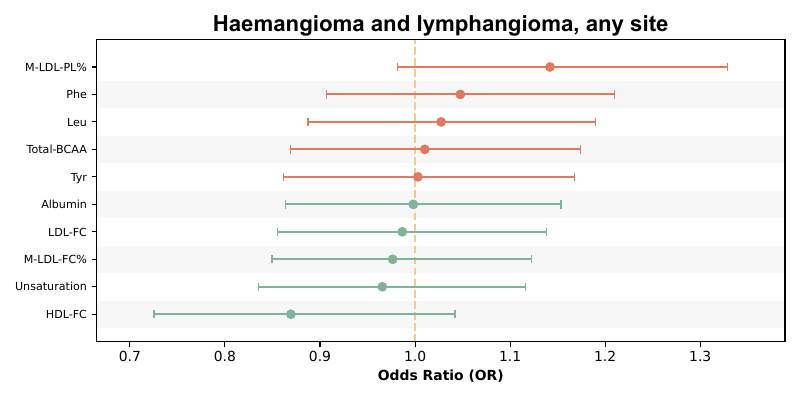 Haemangioma and lymphangioma, any site
M-LDL-PL%
Phe
Leu
Total-BCAA
Tyr
Albumin
LDL-FC
M-LDL-FC%
Unsaturation
HDL-FC
0.7 0.8 0.9 1.0 1.1 1.2 1.3
Odds Ratio (OR)